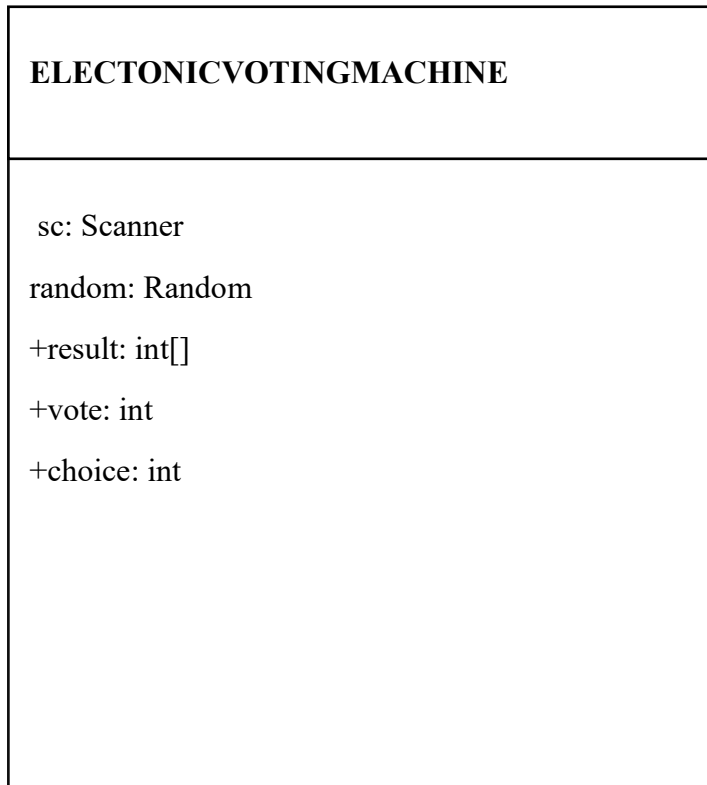 ELECTONICVOTINGMACHINE
sc: Scanner
random: Random
+result: int[]
+vote: int
+choice: int